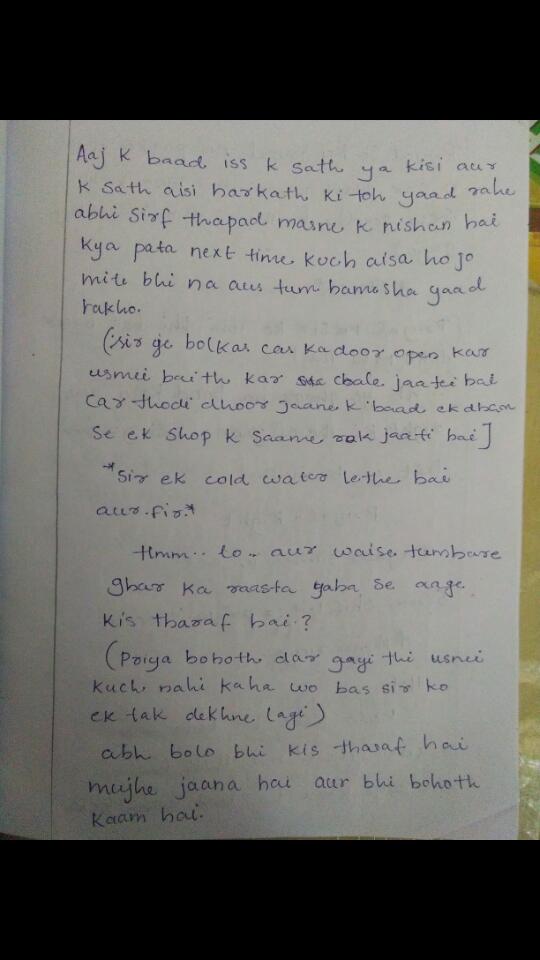 Aaj K baad iss K sath ya kisi aur
K sath aisi harkath ki toh yaad rahe
abhi sirf thapad marne k nishan hai
Kya pata next time kuch aisa ho jo
mite bhi na aur tum hamesha yaad
rakho.
(sir ye bolkar car ka door open kar
usmei baith kar chale jaatei hai
Car thodi dhoor jaane k baad ek dham
se ek shop k saame rok jaati hai]
*Sir ek cold water lethe hai
aur.fir.*
Hmm.. lo.. aur waise tumhare
ghar ka raasta yaha se aage
kis tharaf hai.?
(Priya bohoth dar gayi thi usnei
kuch nahi kaha wo bas sir ko
ek tak dekhne lagi)
abh bolo bhi kis tharaf hai
mujhe jaana hai aur bhi bohoth
kaam hai.